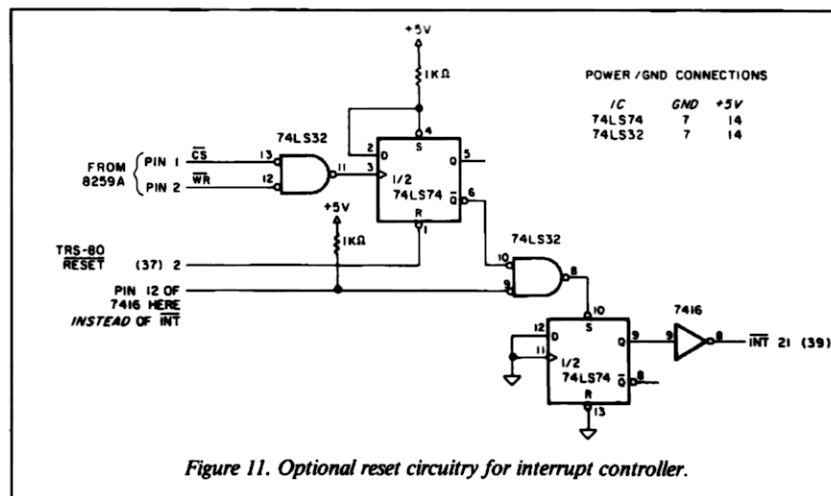 +5V
1KΩ
POWER/GND CONNECTIONS
IC GND +5V
74LS74 7 14
74LS32 7 14
74LS32
4
S
2 D Q 5
FROM 8259A
PIN 1 CS 13
PIN 2 WR 12
11 3
1/2
74LS74
Q 6
R
1
+5V
1KΩ
TRS-80
RESET (37) 2
PIN 12 OF
7416 HERE
INSTEAD OF INT
74LS32
10
9
8
10
S
12 D Q 9
11
1/2
74LS74
Q 8
R
13
7416
9 8
INT 21 (39)
Figure 11. Optional reset circuitry for interrupt controller.